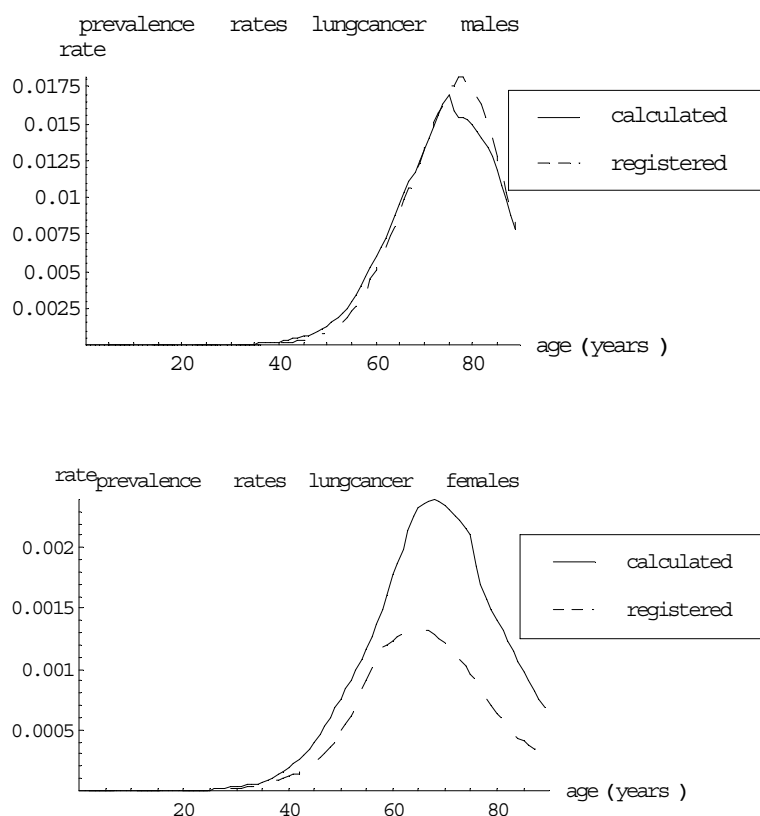 prevalence rates lungcancer males
rate
0.0175
0.015
0.0125
0.01
0.0075
0.005
0.0025
20 40 60 80
age (years )
calculated
registered
rate prevalence rates lungcancer females
0.002
0.0015
0.001
0.0005
20 40 60 80
age (years )
calculated
registered